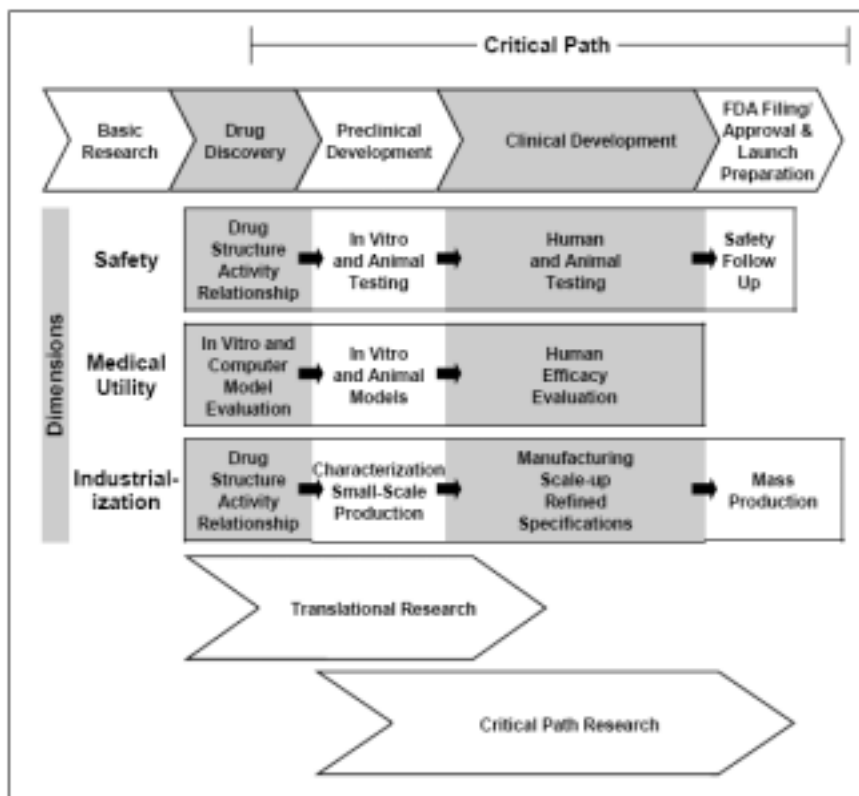 Critical Path
Basic
Research
Drug
Discovery
Preclinical
Development
Clinical Development
FDA Filing/
Approval &
Launch
Preparation
Dimensions
Safety
Drug
Structure
Activity
Relationship
In Vitro
and Animal
Testing
Human
and Animal
Testing
Safety
Follow
Up
Medical
Utility
In Vitro and
Computer
Model
Evaluation
In Vitro
and Animal
Models
Human
Efficacy
Evaluation
Industrial-
ization
Drug
Structure
Activity
Relationship
Characterization
Small-Scale
Production
Manufacturing
Scale-up
Refined
Specifications
Mass
Production
Translational Research
Critical Path Research